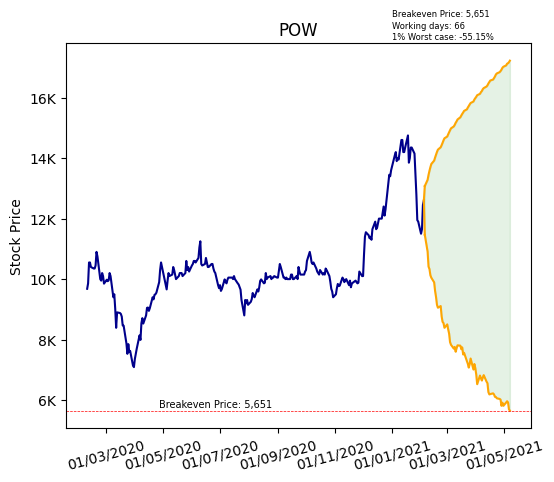 Breakeven Price: 5,651
Working days: 66
1% Worst case: -55.15%
POW
Stock Price
16K
14K
12K
10K
8K
6K
Breakeven Price: 5,651
01/03/2020
01/05/2020
01/07/2020
01/09/2020
01/11/2020
01/01/2021
01/03/2021
01/05/2021